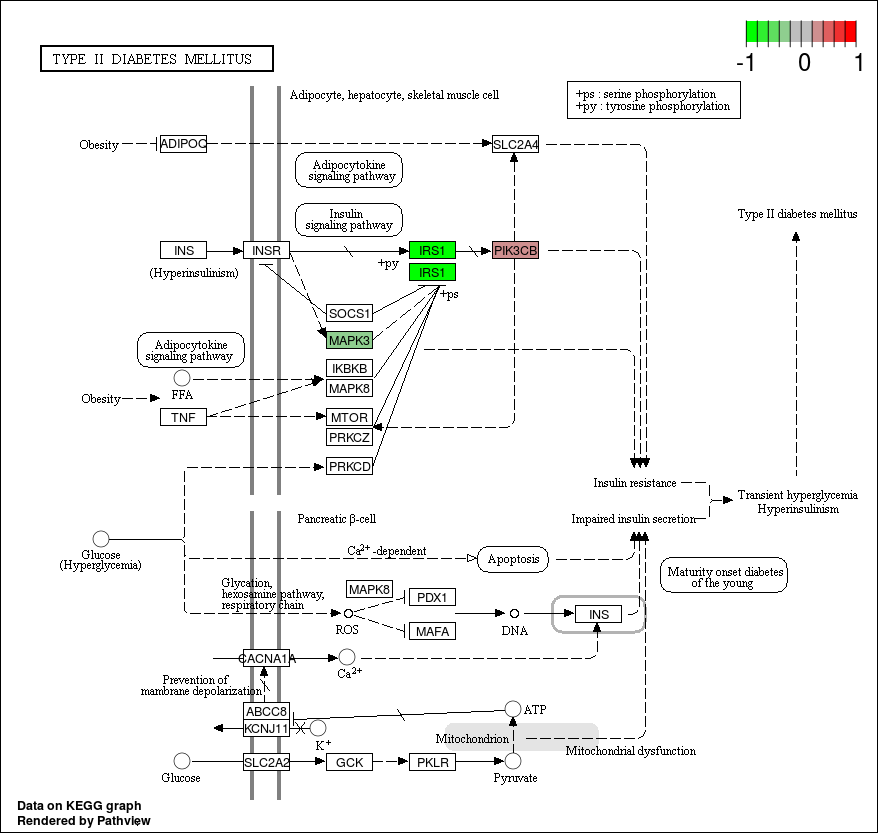 -1 0 1
TYPE II DIABETES MELLITUS
Adipocyte, hepatocyte, skeletal muscle cell
+ps : serine phosphorylation
+py : tyrosine phosphorylation
Obesity
ADIPOQ
SLC2A4
Adipocytokine
signaling pathway
Insulin
signaling pathway
Type II diabetes mellitus
INS
INSR
IRS1
PIK3CB
(Hyperinsulinism)
+py
IRS1
+ps
SOCS1
MAPK3
Adipocytokine
signaling pathway
IKBKB
FFA
MAPK8
Obesity
TNF
MTOR
PRKCZ
PRKCD
Insulin resistance
Transient hyperglycemia
Hyperinsulinism
Pancreatic β-cell
Impaired insulin secretion
Glucose
(Hyperglycemia)
Ca2+ -dependent
Apoptosis
Maturity onset diabetes
of the young
Glycation,
hexosamine pathway,
respiratory chain
MAPK8
PDX1
ROS
MAFA
DNA
INS
CACNA1A
Ca2+
Prevention of
membrane depolarization
ABCC8
ATP
KCNJ11
K+
Mitochondrion
Mitochondrial dysfunction
SLC2A2
GCK
PKLR
Glucose
Pyruvate
Data on KEGG graph
Rendered by Pathview